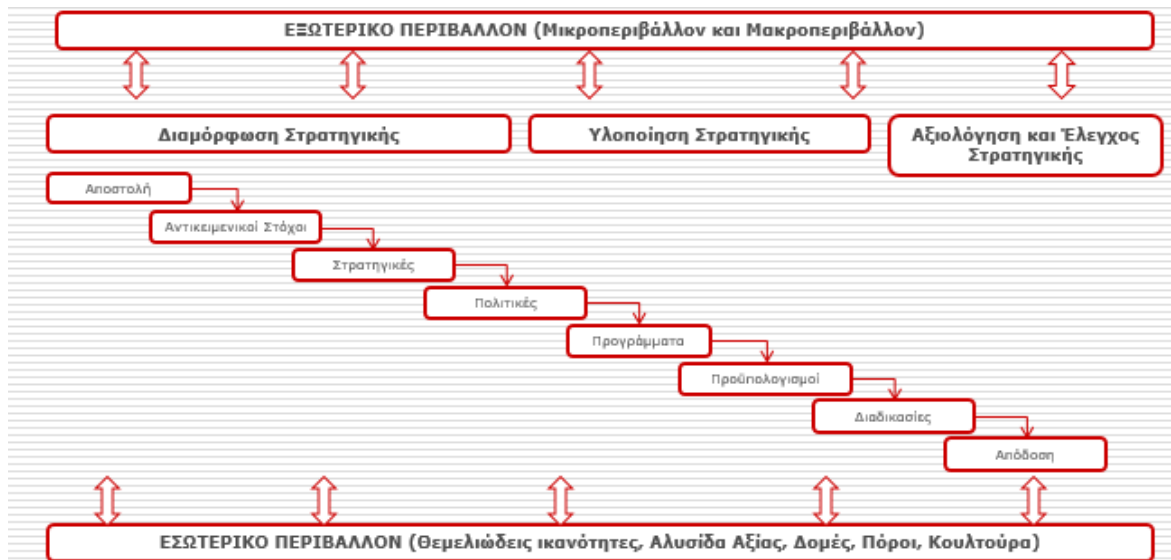 ΕΞΩΤΕΡΙΚΟ ΠΕΡΙΒΑΛΛΟΝ (Μικροπεριβάλλον και Μακροπεριβάλλον)
Διαμόρφωση Στρατηγικής
Υλοποίηση Στρατηγικής
Αξιολόγηση και Έλεγχος
Στρατηγικής
Αποστολή
Αντικειμενικοί Στόχοι
Στρατηγικές
Πολιτικές
Προγράμματα
Προϋπολογισμοί
Διαδικασίες
Απόδοση
ΕΣΩΤΕΡΙΚΟ ΠΕΡΙΒΑΛΛΟΝ (Θεμελιώδεις ικανότητες, Αλυσίδα Αξίας, Δομές, Πόροι, Κουλτούρα)